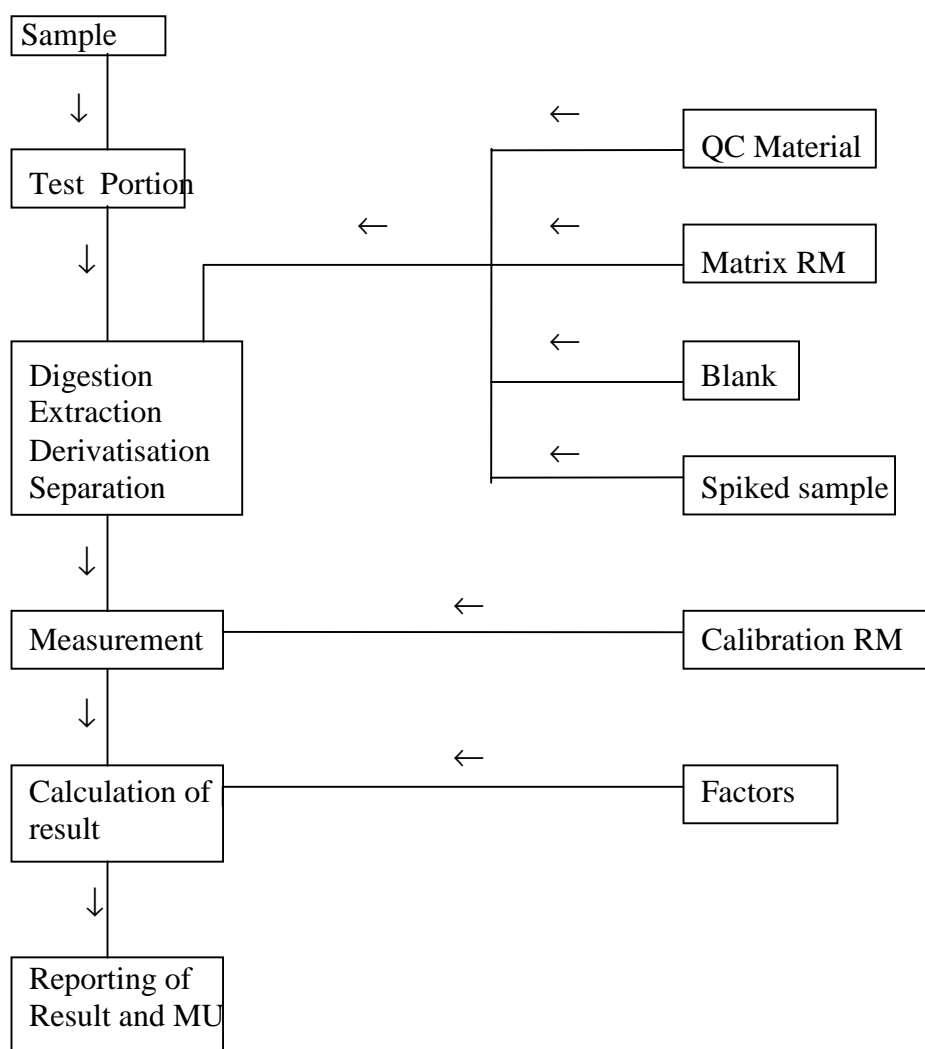 Sample
Test Portion
Digestion
Extraction
Derivatisation
Separation
Measurement
Calculation of
result
Reporting of
Result and MU
QC Material
Matrix RM
Blank
Spiked sample
Calibration RM
Factors